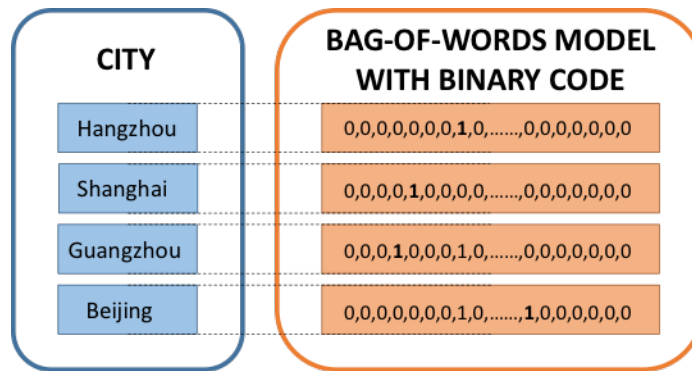 CITY
BAG-OF-WORDS MODEL
WITH BINARY CODE
Hangzhou
0,0,0,0,0,0,0,1,0,……,0,0,0,0,0,0,0
Shanghai
0,0,0,0,1,0,0,0,0,……,0,0,0,0,0,0,0
Guangzhou
0,0,0,1,0,0,0,1,0,……,0,0,0,0,0,0,0
Beijing
0,0,0,0,0,0,0,1,0,……,1,0,0,0,0,0,0